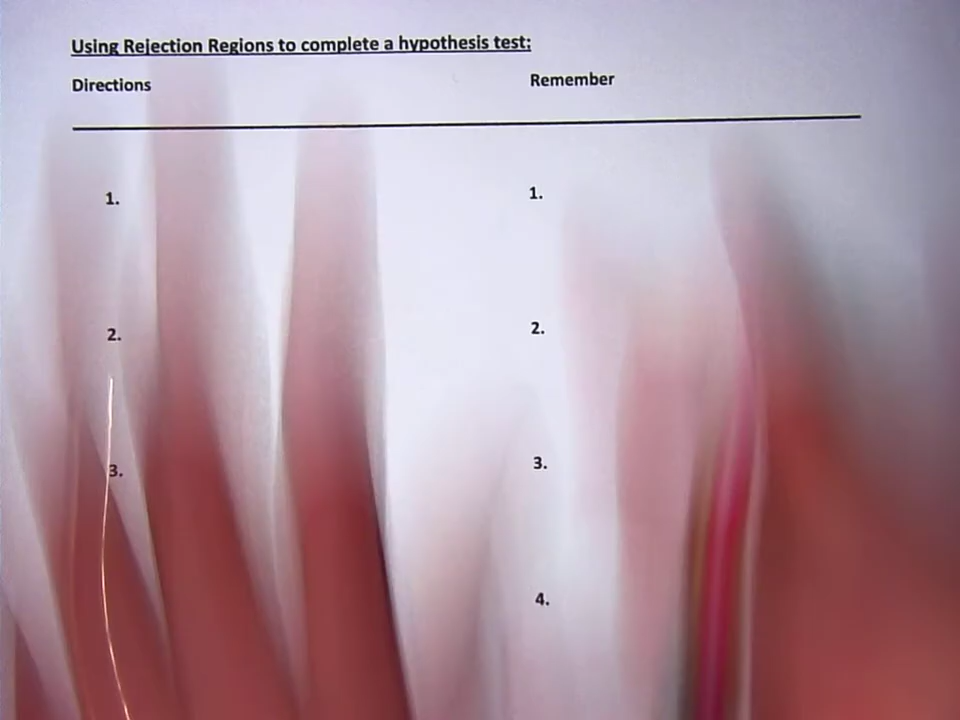 Using Rejection Regions to complete a hypothesis test:
Directions Remember
1. 1.
2. 2.
3. 3.
4.